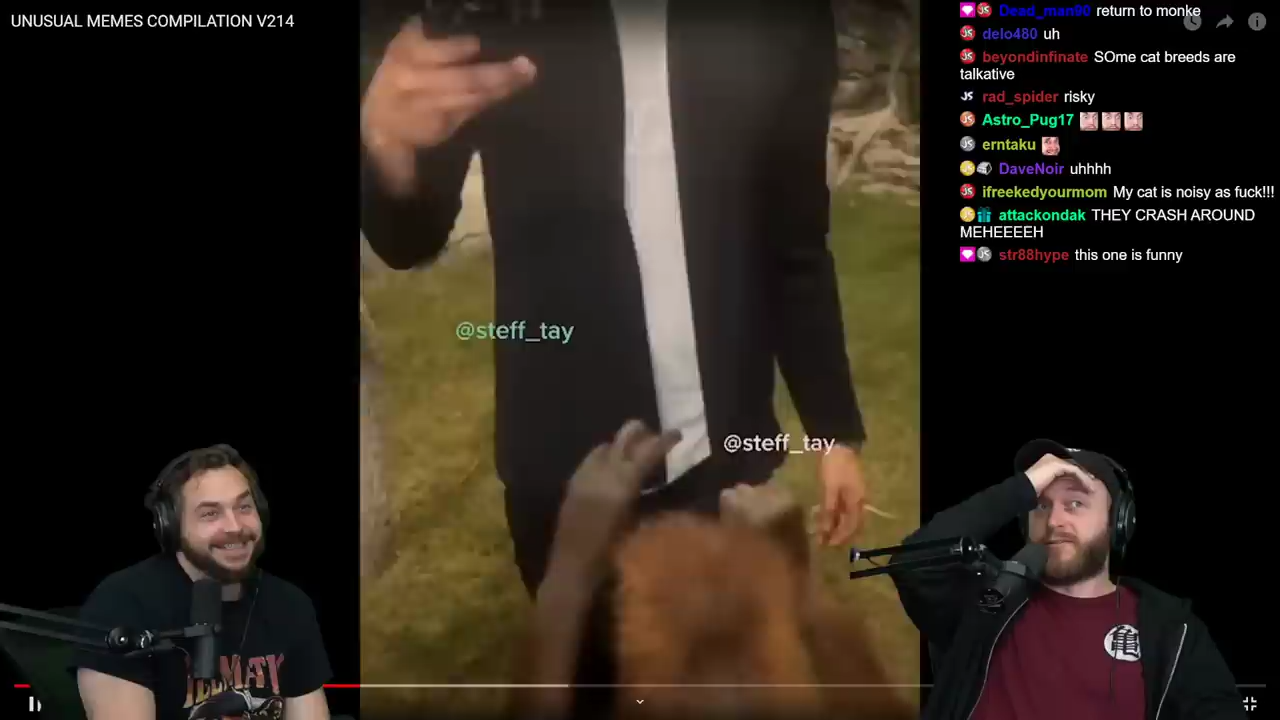 UNUSUAL MEMES COMPILATION V214
Dead_man90 return to monke
delo480 uh
beyondinfinate SOme cat breeds are
talkative
rad_spider risky
Astro_Pug17
erntaku
DaveNoir uhhhh
ifreekedyourmom My cat is noisy as fuck!!!
attackondak THEY CRASH AROUND
MEHEEEEH
str88hype this one is funny
@steff_tay
@steff_tay